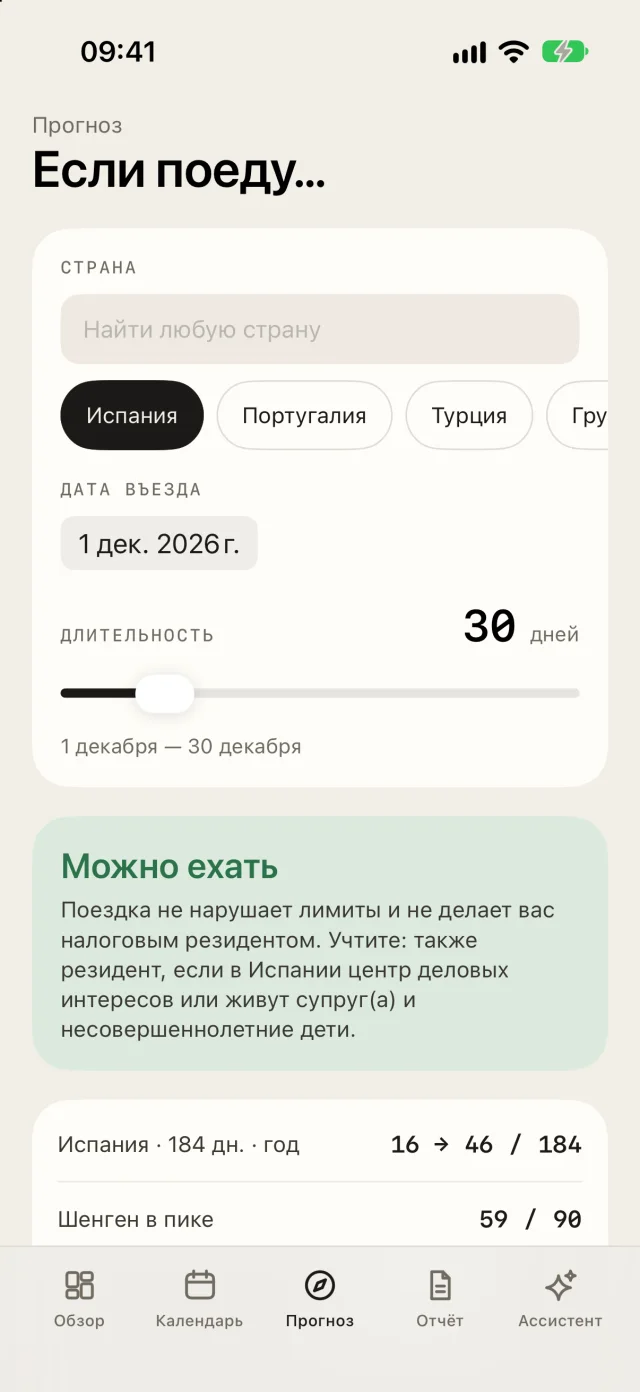 09:41
Прогноз
Если поеду...
СТРАНА
Найти любую страну
Испания Португалия Турция Гру
ДАТА ВЪЕЗДА
1 дек. 2026 г.
ДЛИТЕЛЬНОСТЬ 30 дней
1 декабря — 30 декабря
Можно ехать
Поездка не нарушает лимиты и не делает вас
налоговым резидентом. Учтите: также
резидент, если в Испании центр деловых
интересов или живут супруг(а) и
несовершеннолетние дети.
Испания · 184 дн. · год 16 → 46 / 184
Шенген в пике 59 / 90
Обзор Календарь Прогноз Отчёт Ассистент